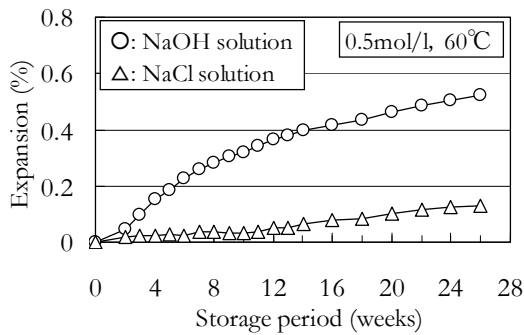 0.8
○: NaOH solution
△: NaCl solution
0.5mol/l, 60℃
0.6
0.4
0.2
0
Expansion (%)
0 4 8 12 16 20 24 28
Storage period (weeks)